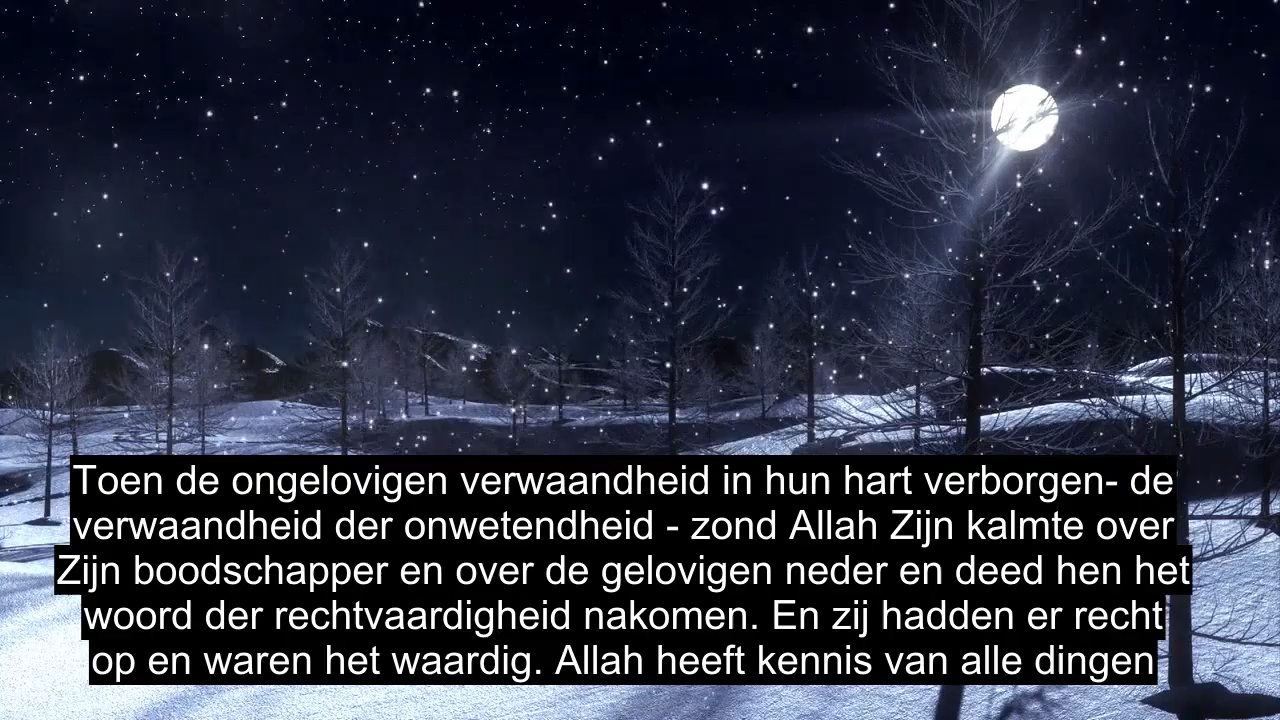 Toen de ongelovigen verwaandheid in hun hart verborgen- de
verwaandheid der onwetendheid - zond Allah Zijn kalmte over
Zijn boodschapper en over de gelovigen neder en deed hen het
woord der rechtvaardigheid nakomen. En zij hadden er recht
op en waren het waardig. Allah heeft kennis van alle dingen